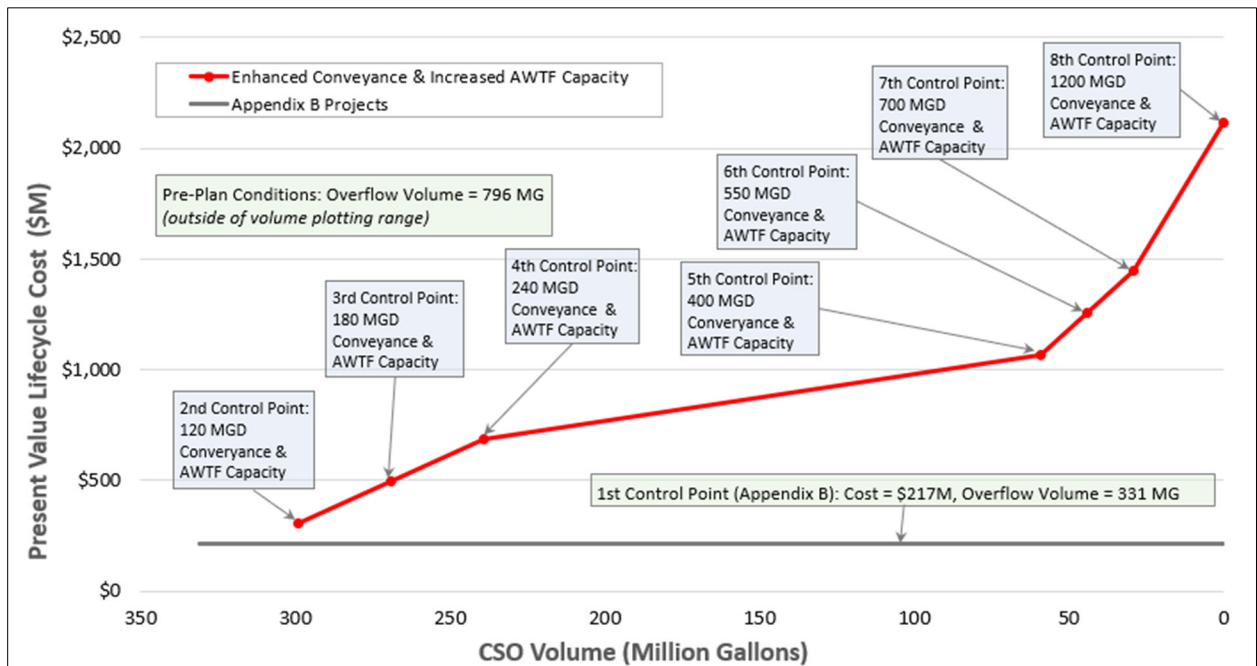 $2,500
$2,000
$1,500
$1,000
$500
$0
Present Value Lifecycle Cost ($M)
Enhanced Conveyance & Increased AWTF Capacity
Appendix B Projects
Pre-Plan Conditions: Overflow Volume = 796 MG
(outside of volume plotting range)
2nd Control Point:
120 MGD
Converyance &
AWTF Capacity
3rd Control Point:
180 MGD
Conveyance &
AWTF Capacity
4th Control Point:
240 MGD
Conveyance &
AWTF Capacity
5th Control Point:
400 MGD
Converyance &
AWTF Capacity
6th Control Point:
550 MGD
Conveyance &
AWTF Capacity
7th Control Point:
700 MGD
Conveyance &
AWTF Capacity
8th Control Point:
1200 MGD
Conveyance &
AWTF Capacity
1st Control Point (Appendix B): Cost = $217M, Overflow Volume = 331 MG
350
300
250
200
150
100
50
0
CSO Volume (Million Gallons)